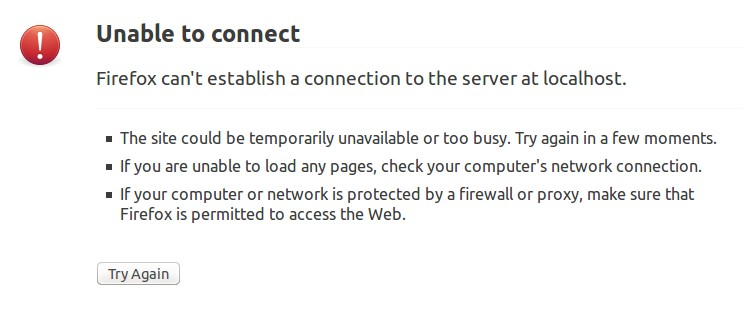 Unable to connect
Firefox can't establish a connection to the server at localhost.
The site could be temporarily unavailable or too busy. Try again in a few moments.
If you are unable to load any pages, check your computer's network connection.
If your computer or network is protected by a firewall or proxy, make sure that
Firefox is permitted to access the Web.
Try Again